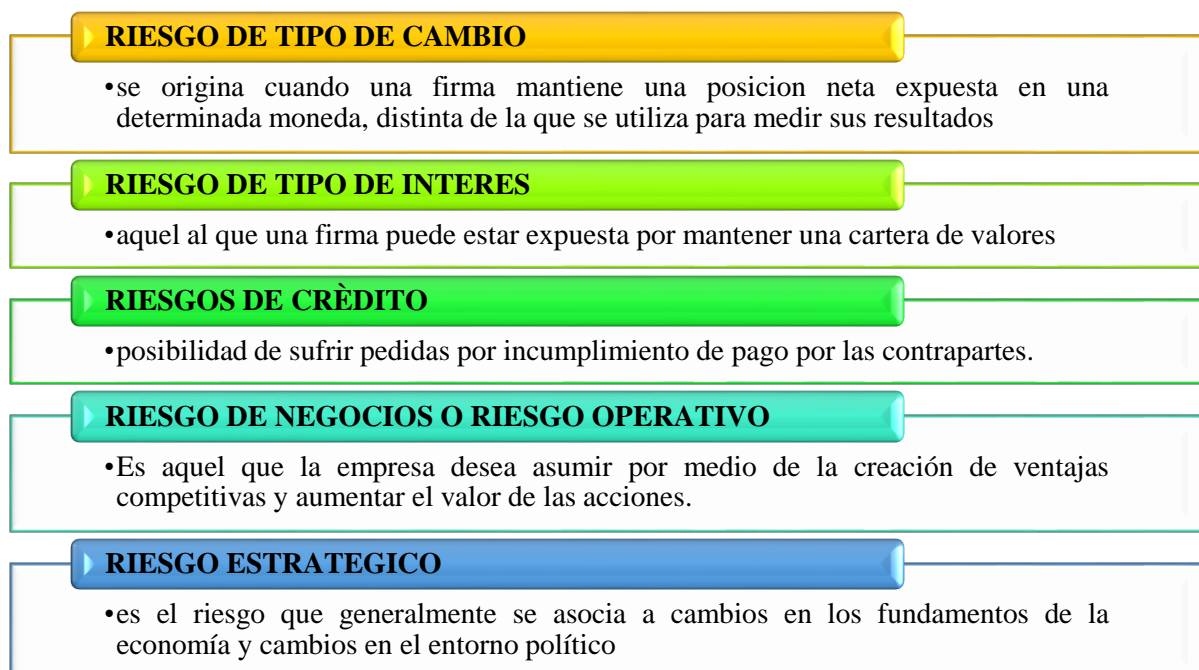 RIESGO DE TIPO DE CAMBIO
•se origina cuando una firma mantiene una posicion neta expuesta en una
determinada moneda, distinta de la que se utiliza para medir sus resultados
RIESGO DE TIPO DE INTERES
•aquel al que una firma puede estar expuesta por mantener una cartera de valores
RIESGOS DE CRÈDITO
•posibilidad de sufrir pedidas por incumplimiento de pago por las contrapartes.
RIESGO DE NEGOCIOS O RIESGO OPERATIVO
•Es aquel que la empresa desea asumir por medio de la creación de ventajas
competitivas y aumentar el valor de las acciones.
RIESGO ESTRATEGICO
•es el riesgo que generalmente se asocia a cambios en los fundamentos de la
economía y cambios en el entorno político